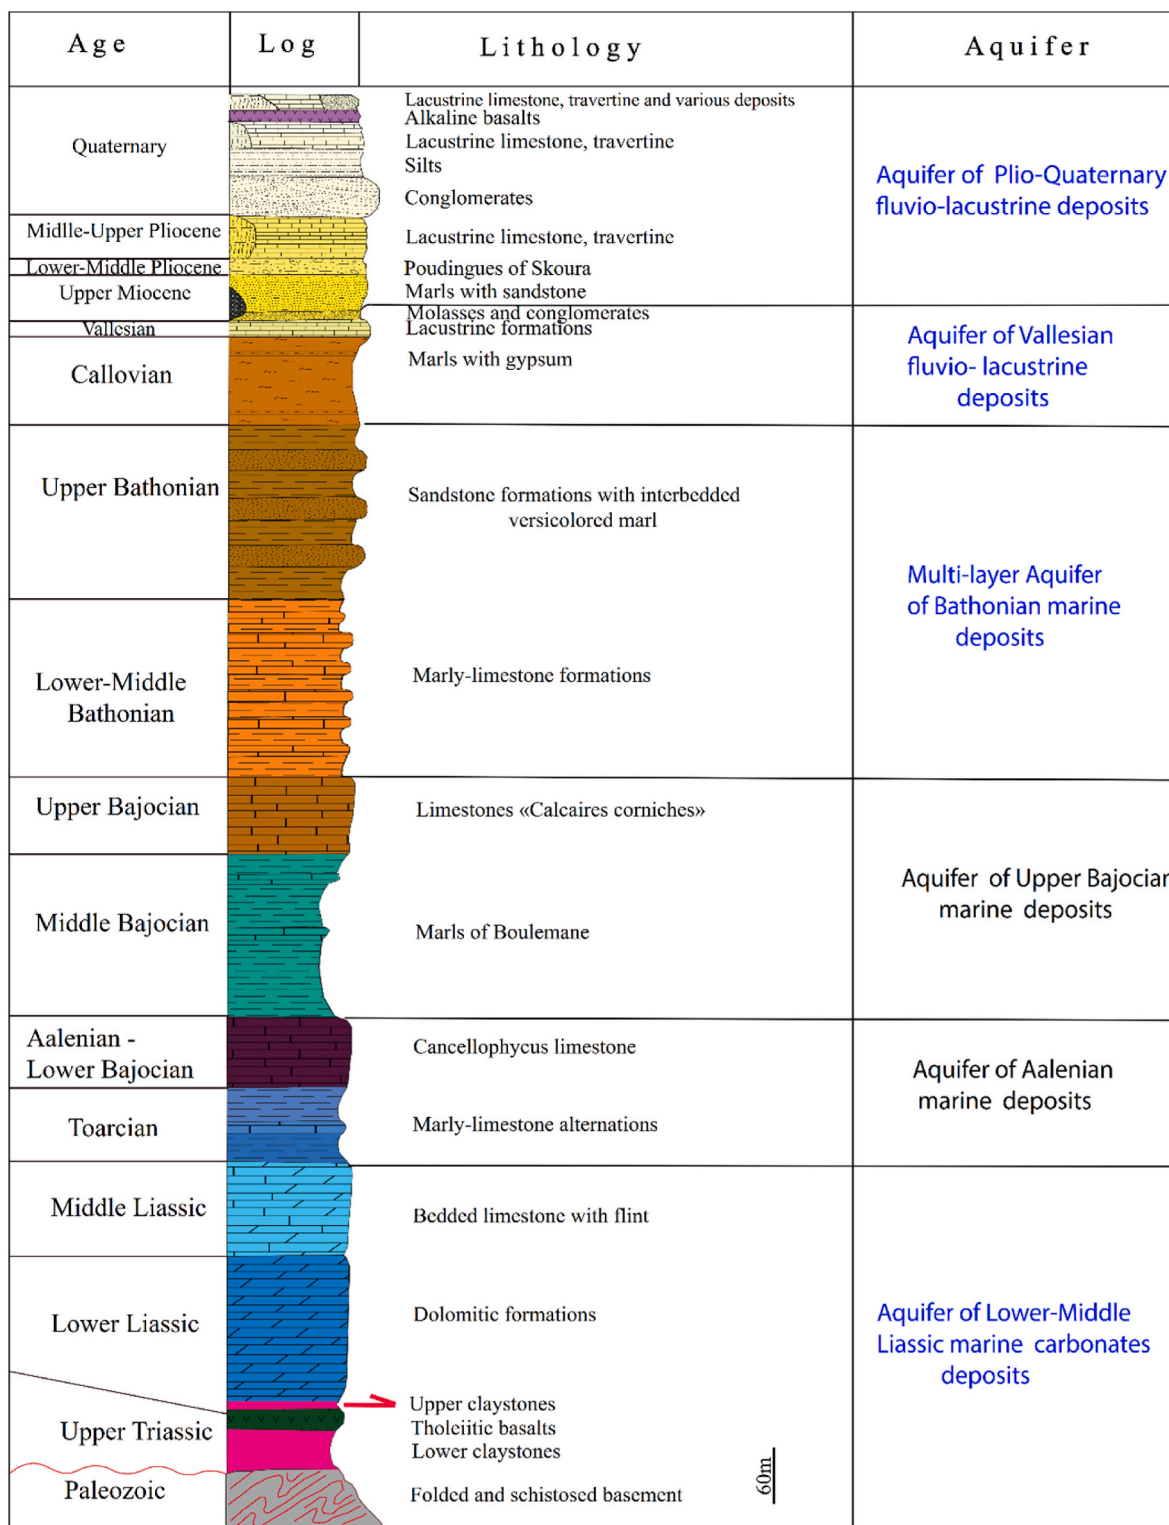 Age
Log
Lithology
Aquifer
Quaternary
Lacustrine limestone, travertine and various deposits
Alkaline basalts
Lacustrine limestone, travertine
Silts
Conglomerates
Aquifer of Plio-Quaternary
fluvio-lacustrine deposits
Midlle-Upper Pliocene
Lacustrine limestone, travertine
Lower-Middle Pliocene
Poudingues of Skoura
Upper Miocene
Marls with sandstone
Molasses and conglomerates
Vallesian
Lacustrine formations
Aquifer of Vallesian
fluvio- lacustrine
deposits
Callovian
Marls with gypsum
Upper Bathonian
Sandstone formations with interbedded
versicolored marl
Multi-layer Aquifer
of Bathonian marine
deposits
Lower-Middle
Bathonian
Marly-limestone formations
Upper Bajocian
Limestones «Calcaires corniches»
Aquifer of Upper Bajocian
marine deposits
Middle Bajocian
Marls of Boulemane
Aalenian -
Lower Bajocian
Cancellophycus limestone
Aquifer of Aalenian
marine deposits
Toarcian
Marly-limestone alternations
Middle Liassic
Bedded limestone with flint
Lower Liassic
Dolomitic formations
Aquifer of Lower-Middle
Liassic marine carbonates
deposits
Upper Triassic
Upper claystones
Tholeiitic basalts
Lower claystones
Paleozoic
Folded and schistosed basement
60m